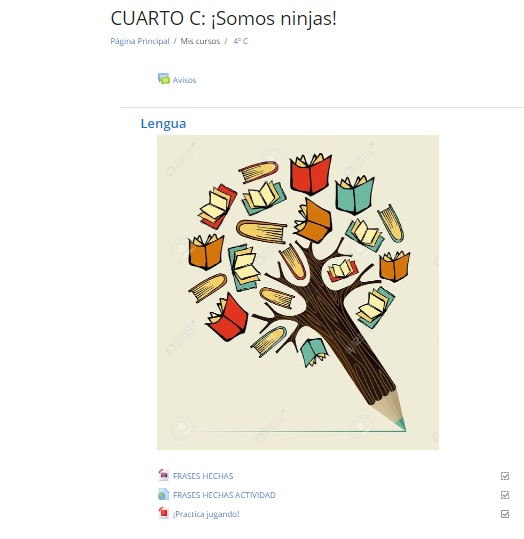 CUARTO C: ¡Somos ninjas!
Página Principal / Mis cursos / 4º C
Avisos
Lengua
FRASES HECHAS
FRASES HECHAS ACTIVIDAD
¡Practica jugando!